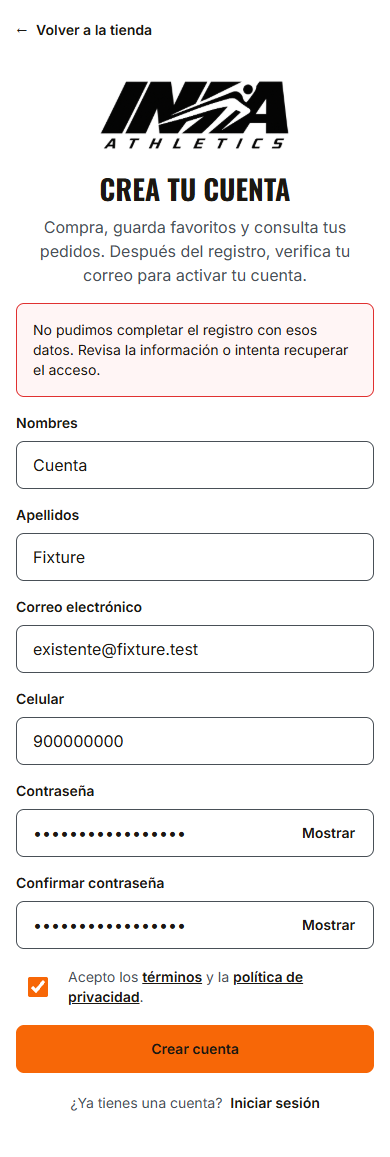 ← Volver a la tienda
INTA
ATHLETICS
CREA TU CUENTA
Compra, guarda favoritos y consulta tus
pedidos. Después del registro, verifica tu
correo para activar tu cuenta.
No pudimos completar el registro con esos
datos. Revisa la información o intenta recuperar
el acceso.
Nombres
Cuenta
Apellidos
Fixture
Correo electrónico
existente@fixture.test
Celular
900000000
Contraseña
••••••••••••••••• Mostrar
Confirmar contraseña
••••••••••••••••• Mostrar
Acepto los términos y la política de
privacidad.
Crear cuenta
¿Ya tienes una cuenta? Iniciar sesión